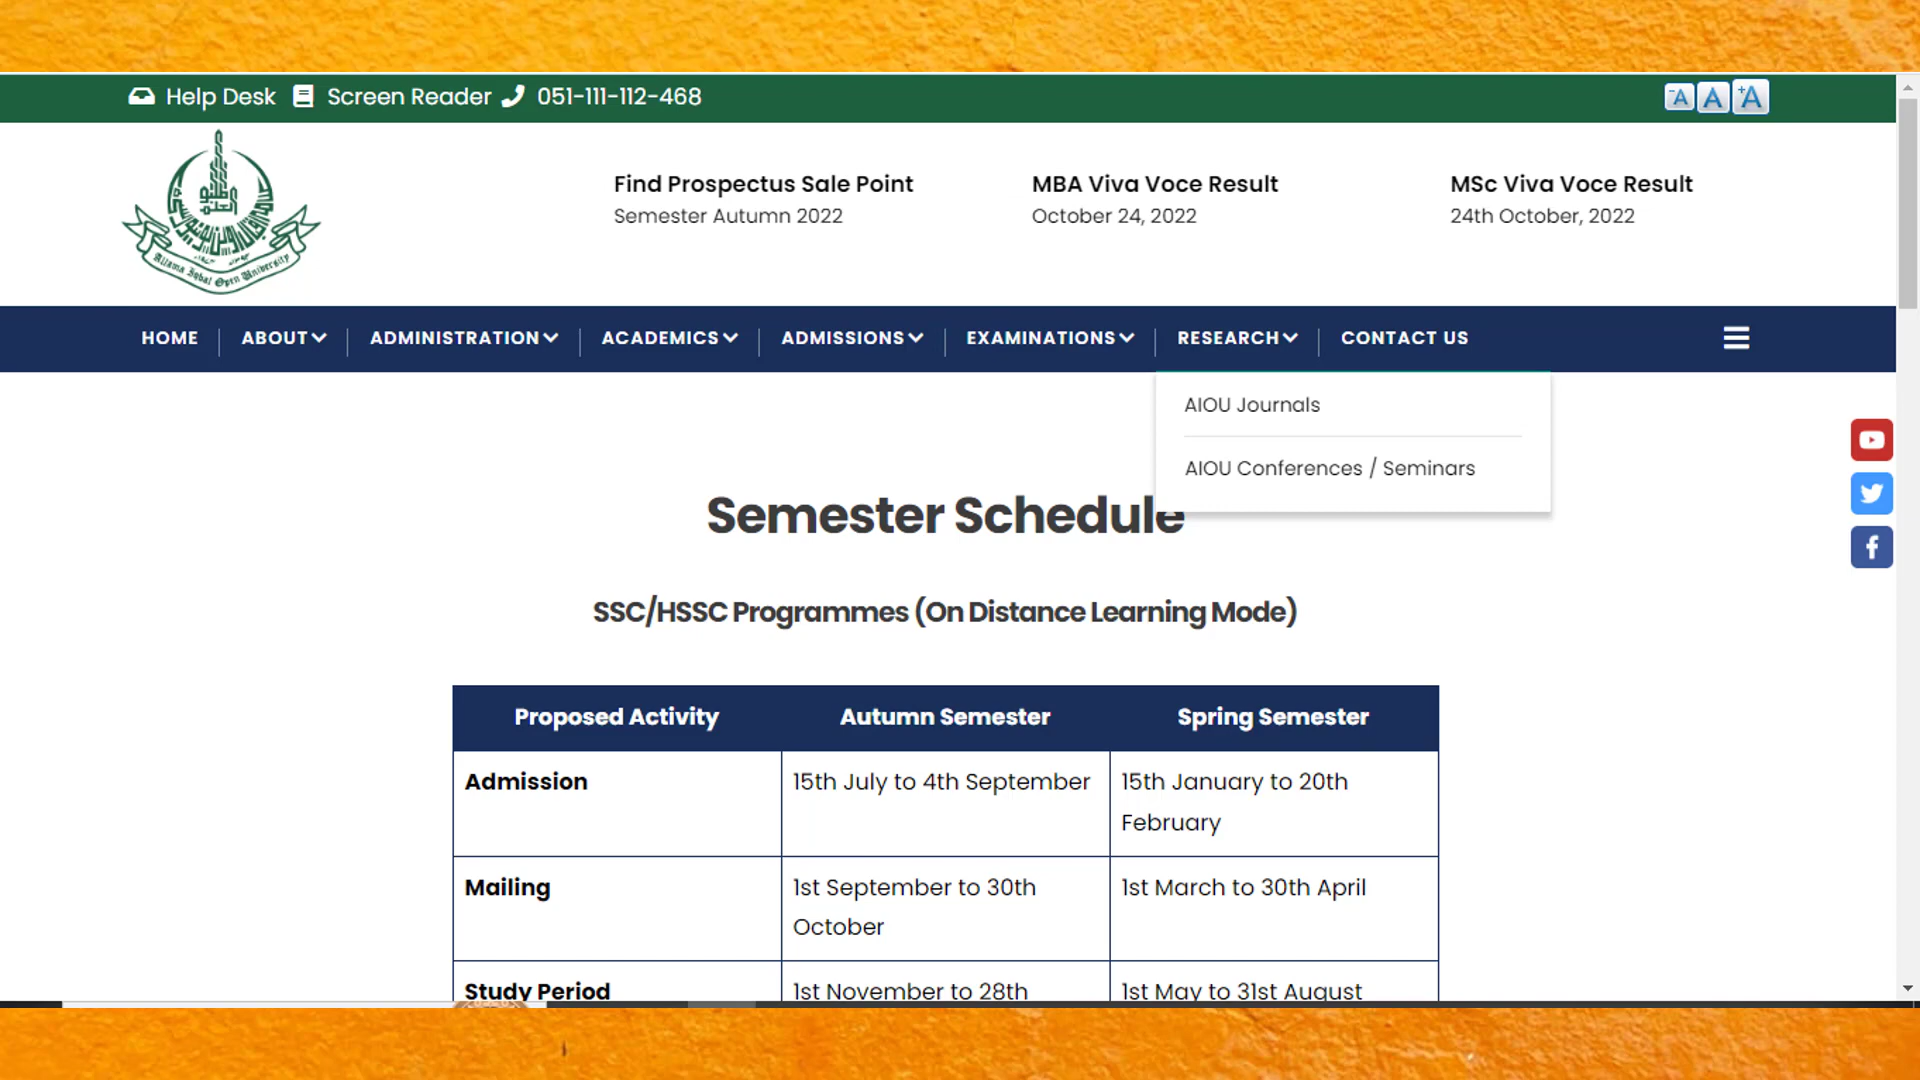 Help Desk Screen Reader 051-111-112-468
-A A +A
Find Prospectus Sale Point
Semester Autumn 2022
MBA Viva Voce Result
October 24, 2022
MSc Viva Voce Result
24th October, 2022
Allama Iqbal Open University
HOME ABOUT ADMINISTRATION ACADEMICS ADMISSIONS EXAMINATIONS RESEARCH CONTACT US
AIOU Journals
AIOU Conferences / Seminars
Semester Schedule
SSC/HSSC Programmes (On Distance Learning Mode)
Proposed Activity Autumn Semester Spring Semester
Admission 15th July to 4th September 15th January to 20th
February
Mailing 1st September to 30th 1st March to 30th April
October
Study Period 1st November to 28th 1st May to 31st August